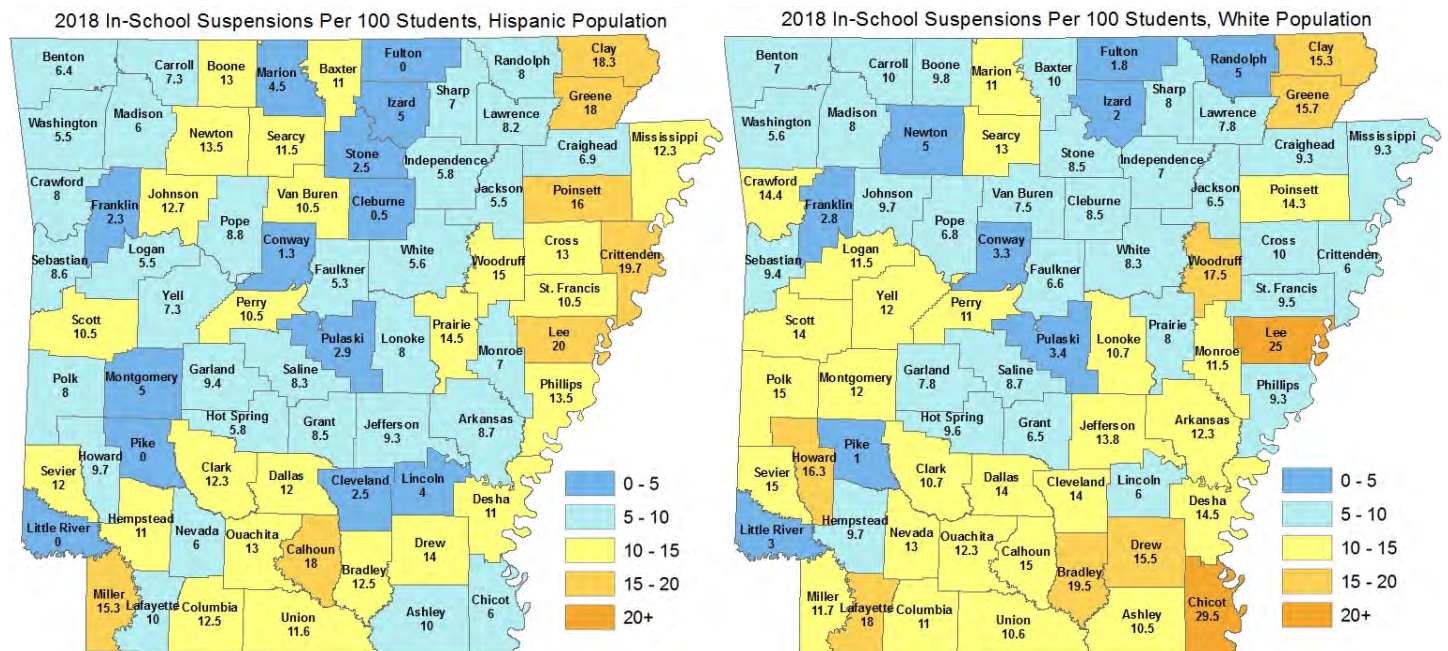 2018 In-School Suspensions Per 100 Students, Hispanic Population
Benton
6.4
Carroll
7.3
Boone
13
Marion
4.5
Baxter
11
Fulton
0
Randolph
8
Clay
18.3
Izard
5
Sharp
7
Greene
18
Washington
5.5
Madison
6
Newton
13.5
Searcy
11.5
Lawrence
8.2
Mississippi
12.3
Stone
2.5
Independence
5.8
Craighead
6.9
Crawford
8
Franklin
2.3
Johnson
12.7
Pope
8.8
Van Buren
10.5
Cleburne
0.5
Jackson
5.5
Poinsett
16
Sebastian
8.6
Logan
5.5
Conway
1.3
Faulkner
5.3
White
5.6
Woodruff
15
Cross
13
Crittenden
19.7
Yell
7.3
Perry
10.5
St. Francis
10.5
Scott
10.5
Pulaski
2.9
Lonoke
8
Prairie
14.5
Monroe
7
Lee
20
Polk
8
Montgomery
5
Garland
9.4
Saline
8.3
Phillips
13.5
Hot Spring
5.8
Grant
8.5
Jefferson
9.3
Arkansas
8.7
Sevier
12
Howard
9.7
Pike
0
Clark
12.3
Dallas
12
Cleveland
2.5
Lincoln
4
Desha
11
Little River
0
Hempstead
11
Nevada
6
Ouachita
13
Calhoun
18
Bradley
12.5
Drew
14
Miller
15.3
Lafayette
10
Columbia
12.5
Union
11.6
Ashley
10
Chicot
6
0 - 5
5 - 10
10 - 15
15 - 20
20+
2018 In-School Suspensions Per 100 Students, White Population
Benton
7
Carroll
10
Boone
9.8
Marion
11
Baxter
10
Fulton
1.8
Randolph
5
Clay
15.3
Izard
2
Sharp
8
Greene
15.7
Washington
5.6
Madison
8
Newton
5
Searcy
13
Lawrence
7.8
Mississippi
9.3
Stone
8.5
Independence
7
Craighead
9.3
Crawford
14.4
Franklin
2.8
Johnson
9.7
Pope
6.8
Van Buren
7.5
Cleburne
8.5
Jackson
6.5
Poinsett
14.3
Sebastian
9.4
Logan
11.5
Conway
3.3
Faulkner
6.6
White
8.3
Woodruff
17.5
Cross
10
Crittenden
6
Yell
12
Perry
11
St. Francis
9.5
Scott
14
Pulaski
3.4
Lonoke
10.7
Prairie
8
Monroe
11.5
Lee
25
Polk
15
Montgomery
12
Garland
7.8
Saline
8.7
Phillips
9.3
Hot Spring
9.6
Grant
6.5
Jefferson
13.8
Arkansas
12.3
Sevier
15
Howard
16.3
Pike
1
Clark
10.7
Dallas
14
Cleveland
14
Lincoln
6
Desha
14.5
Little River
3
Hempstead
9.7
Nevada
13
Ouachita
12.3
Calhoun
15
Bradley
19.5
Drew
15.5
Miller
11.7
Lafayette
18
Columbia
11
Union
10.6
Ashley
10.5
Chicot
29.5
0 - 5
5 - 10
10 - 15
15 - 20
20+